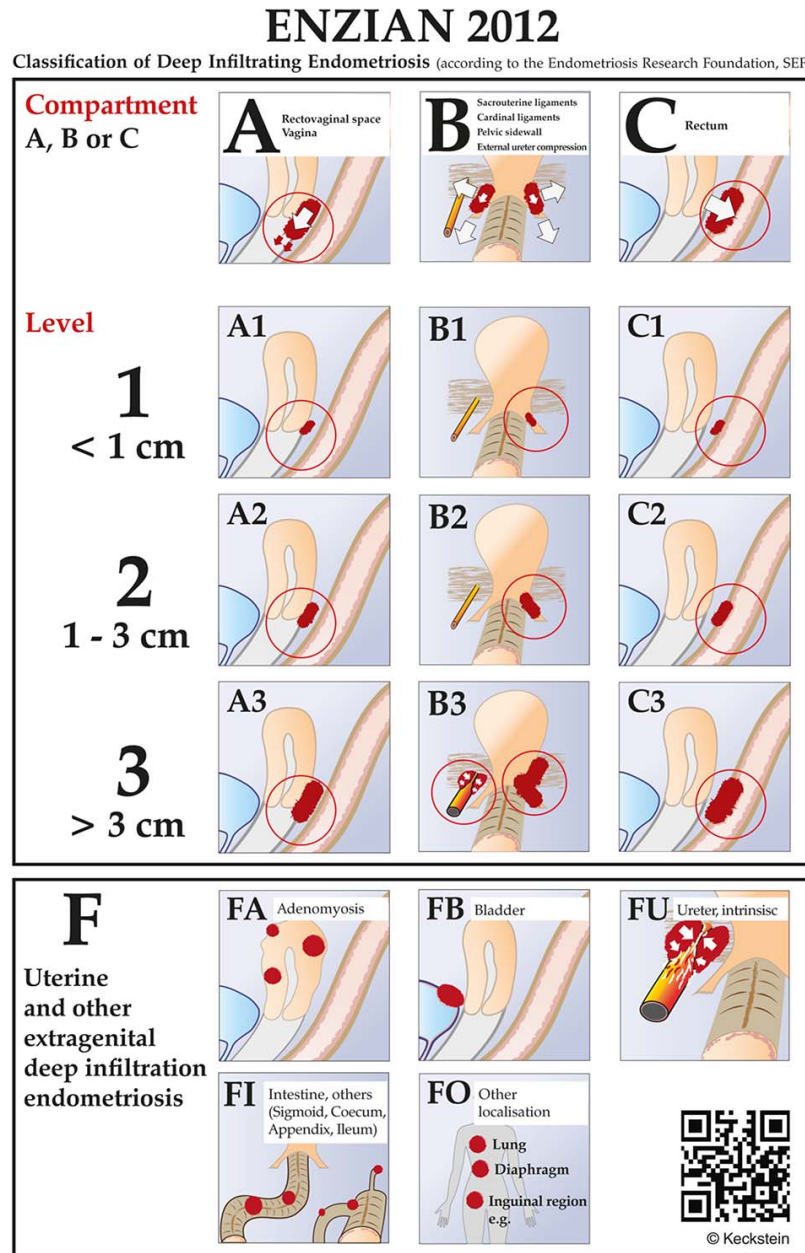 ENZIAN 2012
Classification of Deep Infiltrating Endometriosis (according to the Endometriosis Research Foundation, SEF
Compartment
A, B or C
A
Rectovaginal space
Vagina
B
Sacrouterine ligaments
Cardinal ligaments
Pelvic sidewall
External ureter compression
C
Rectum
Level
1
< 1 cm
A1
B1
C1
2
1 - 3 cm
A2
B2
C2
3
> 3 cm
A3
B3
C3
F
Uterine
and other
extragenital
deep infiltration
endometriosis
FA Adenomyosis
FB Bladder
FU Ureter, intrinsisc
FI Intestine, others
(Sigmoid, Coecum,
Appendix, Ileum)
FO Other
localisation
Lung
Diaphragm
Inguinal region
e.g.
© Keckstein